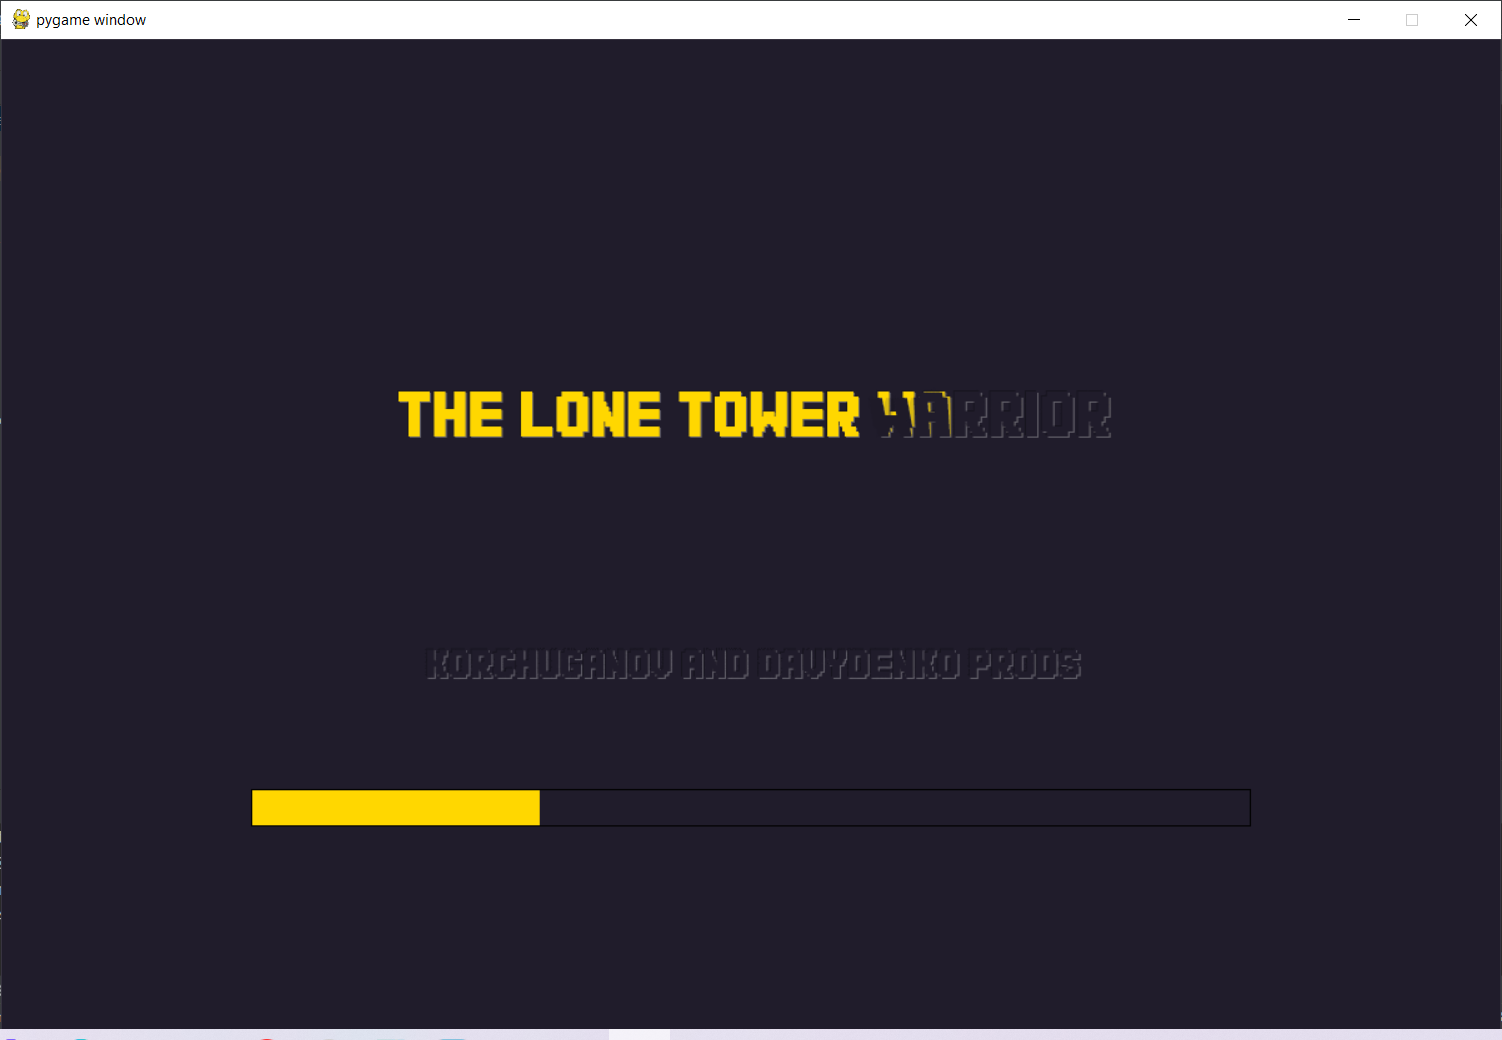 pygame window
THE LONE TOWER WARRIOR
KORCHUGANOV AND DAVYDENKO PRODS